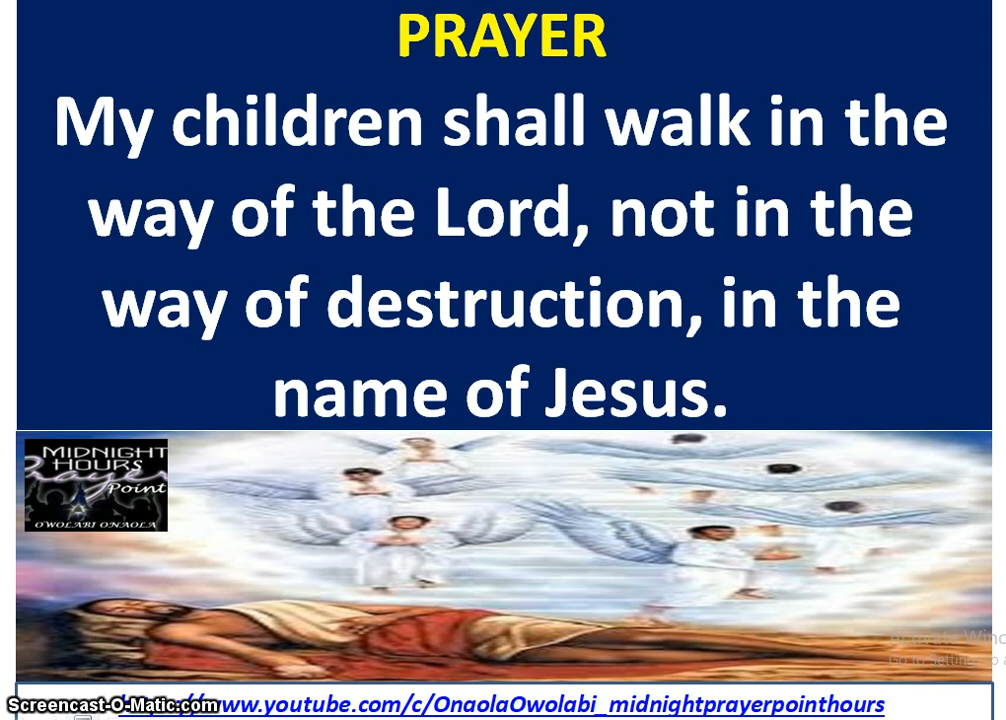 PRAYER
My children shall walk in the
way of the Lord, not in the
way of destruction, in the
name of Jesus.
MIDNIGHT
HOURS
Prayer
Point
OWOLABI ONAOLA
Screencast-O-Matic.com
www.youtube.com/c/OnaolaOwolabi_midnightprayerpointhours